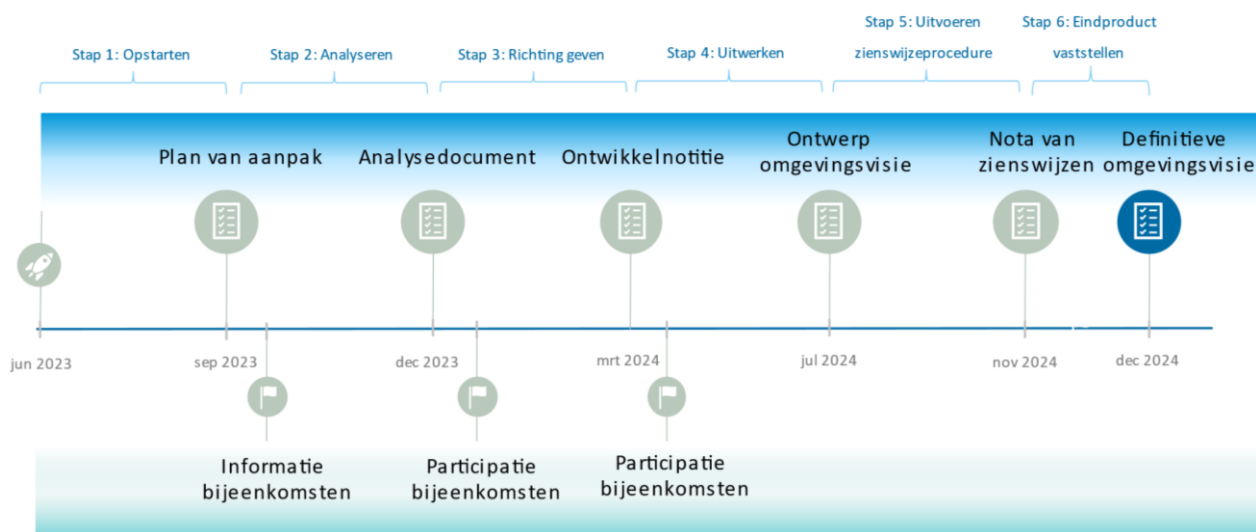 Stap 1: Opstarten
Stap 2: Analyseren
Stap 3: Richting geven
Stap 4: Uitwerken
Stap 5: Uitvoeren
zienswijzeprocedure
Stap 6: Eindproduct
vaststellen
Plan van aanpak
Analysedocument
Ontwikkelnotitie
Ontwerp
omgevingsvisie
Nota van
zienswijzen
Definitieve
omgevingsvisie
jun 2023
sep 2023
dec 2023
mrt 2024
jul 2024
nov 2024
dec 2024
Informatie
bijeenkomsten
Participatie
bijeenkomsten
Participatie
bijeenkomsten